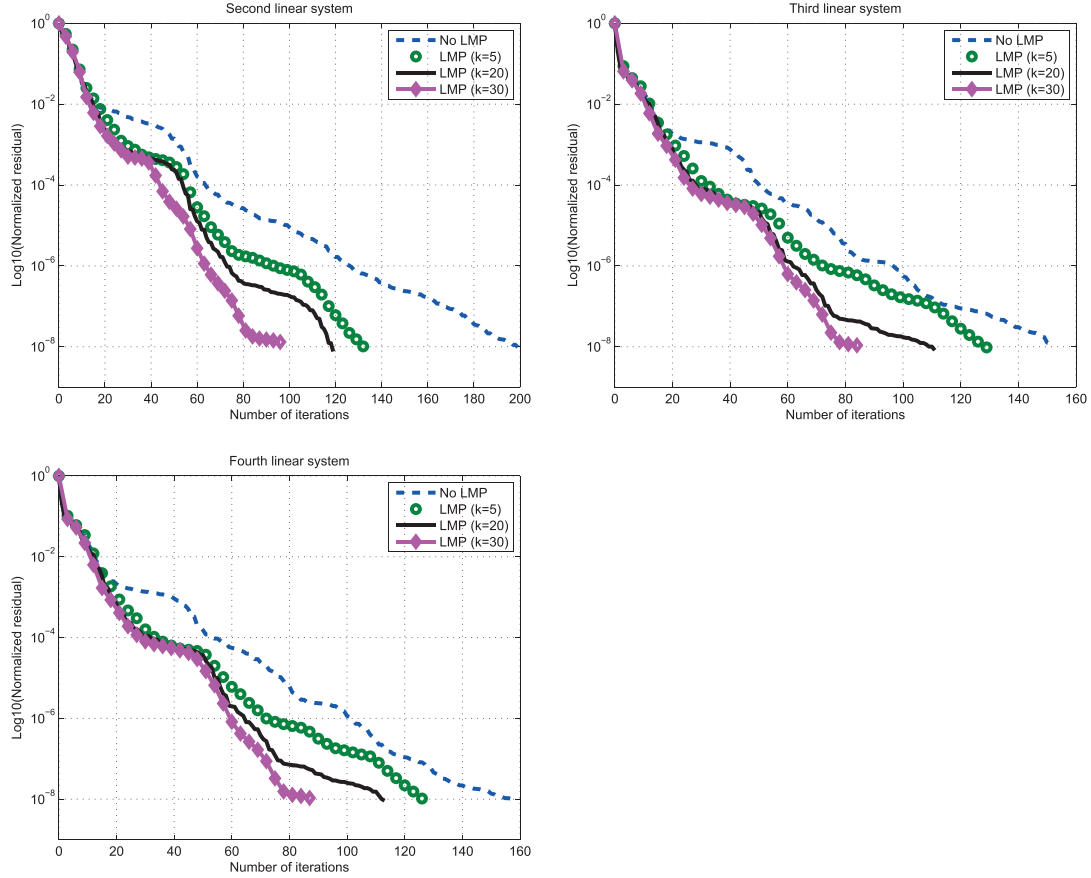 Second linear system
Log10(Normalized residual)
10^0
10^−2
10^−4
10^−6
10^−8
0 20 40 60 80 100 120 140 160 180 200
Number of iterations
No LMP
LMP (k=5)
LMP (k=20)
LMP (k=30)
Third linear system
Log10(Normalized residual)
10^0
10^−2
10^−4
10^−6
10^−8
0 20 40 60 80 100 120 140 160
Number of iterations
No LMP
LMP (k=5)
LMP (k=20)
LMP (k=30)
Fourth linear system
Log10(Normalized residual)
10^0
10^−2
10^−4
10^−6
10^−8
0 20 40 60 80 100 120 140 160
Number of iterations
No LMP
LMP (k=5)
LMP (k=20)
LMP (k=30)